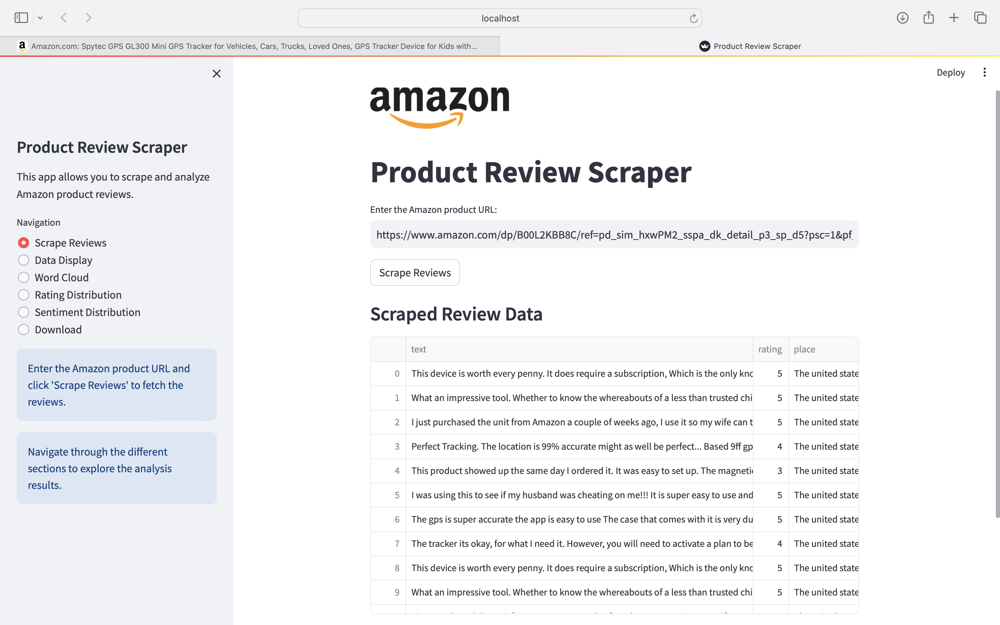 localhost
Amazon.com: Spytec GPS GL300 Mini GPS Tracker for Vehicles, Cars, Trucks, Loved Ones, GPS Tracker Device for Kids with...
Product Review Scraper
Deploy
Product Review Scraper
This app allows you to scrape and analyze
Amazon product reviews.
Navigation
Scrape Reviews
Data Display
Word Cloud
Rating Distribution
Sentiment Distribution
Download
Enter the Amazon product URL and
click 'Scrape Reviews' to fetch the
reviews.
Navigate through the different
sections to explore the analysis
results.
amazon
Product Review Scraper
Enter the Amazon product URL:
https://www.amazon.com/dp/B00L2KBB8C/ref=pd_sim_hxwPM2_sspa_dk_detail_p3_sp_d5?psc=1&pf_
Scrape Reviews
Scraped Review Data
text rating place
0 This device is worth every penny. It does require a subscription, Which is the only kno 5 The united state
1 What an impressive tool. Whether to know the whereabouts of a less than trusted chi 5 The united state
2 I just purchased the unit from Amazon a couple of weeks ago, I use it so my wife can t 5 The united state
3 Perfect Tracking. The location is 99% accurate might as well be perfect... Based 9ff gp 4 The united state
4 This product showed up the same day I ordered it. It was easy to set up. The magneti 3 The united state
5 I was using this to see if my husband was cheating on me!!! It is super easy to use and 5 The united state
6 The gps is super accurate the app is easy to use The case that comes with it is very du 5 The united state
7 The tracker its okay, for what I need it. However, you will need to activate a plan to be 4 The united state
8 This device is worth every penny. It does require a subscription, Which is the only kno 5 The united state
9 What an impressive tool. Whether to know the whereabouts of a less than trusted chi 5 The united state